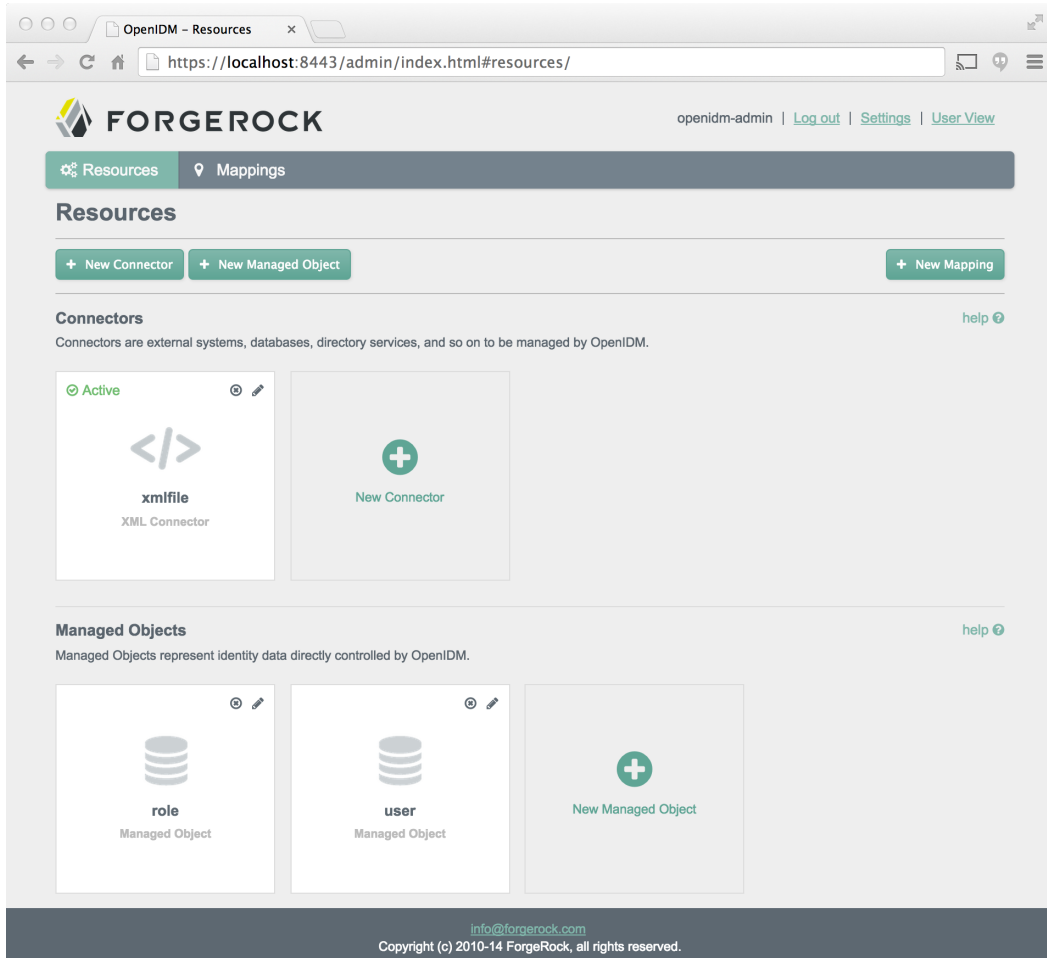 OpenIDM – Resources ×
https://localhost:8443/admin/index.html#resources/
FORGEROCK
openidm-admin | Log out | Settings | User View
Resources Mappings
Resources
+ New Connector + New Managed Object + New Mapping
Connectors help
Connectors are external systems, databases, directory services, and so on to be managed by OpenIDM.
Active
</>
xmlfile
XML Connector
New Connector
Managed Objects help
Managed Objects represent identity data directly controlled by OpenIDM.
role
Managed Object
user
Managed Object
New Managed Object
info@forgerock.com
Copyright (c) 2010-14 ForgeRock, all rights reserved.